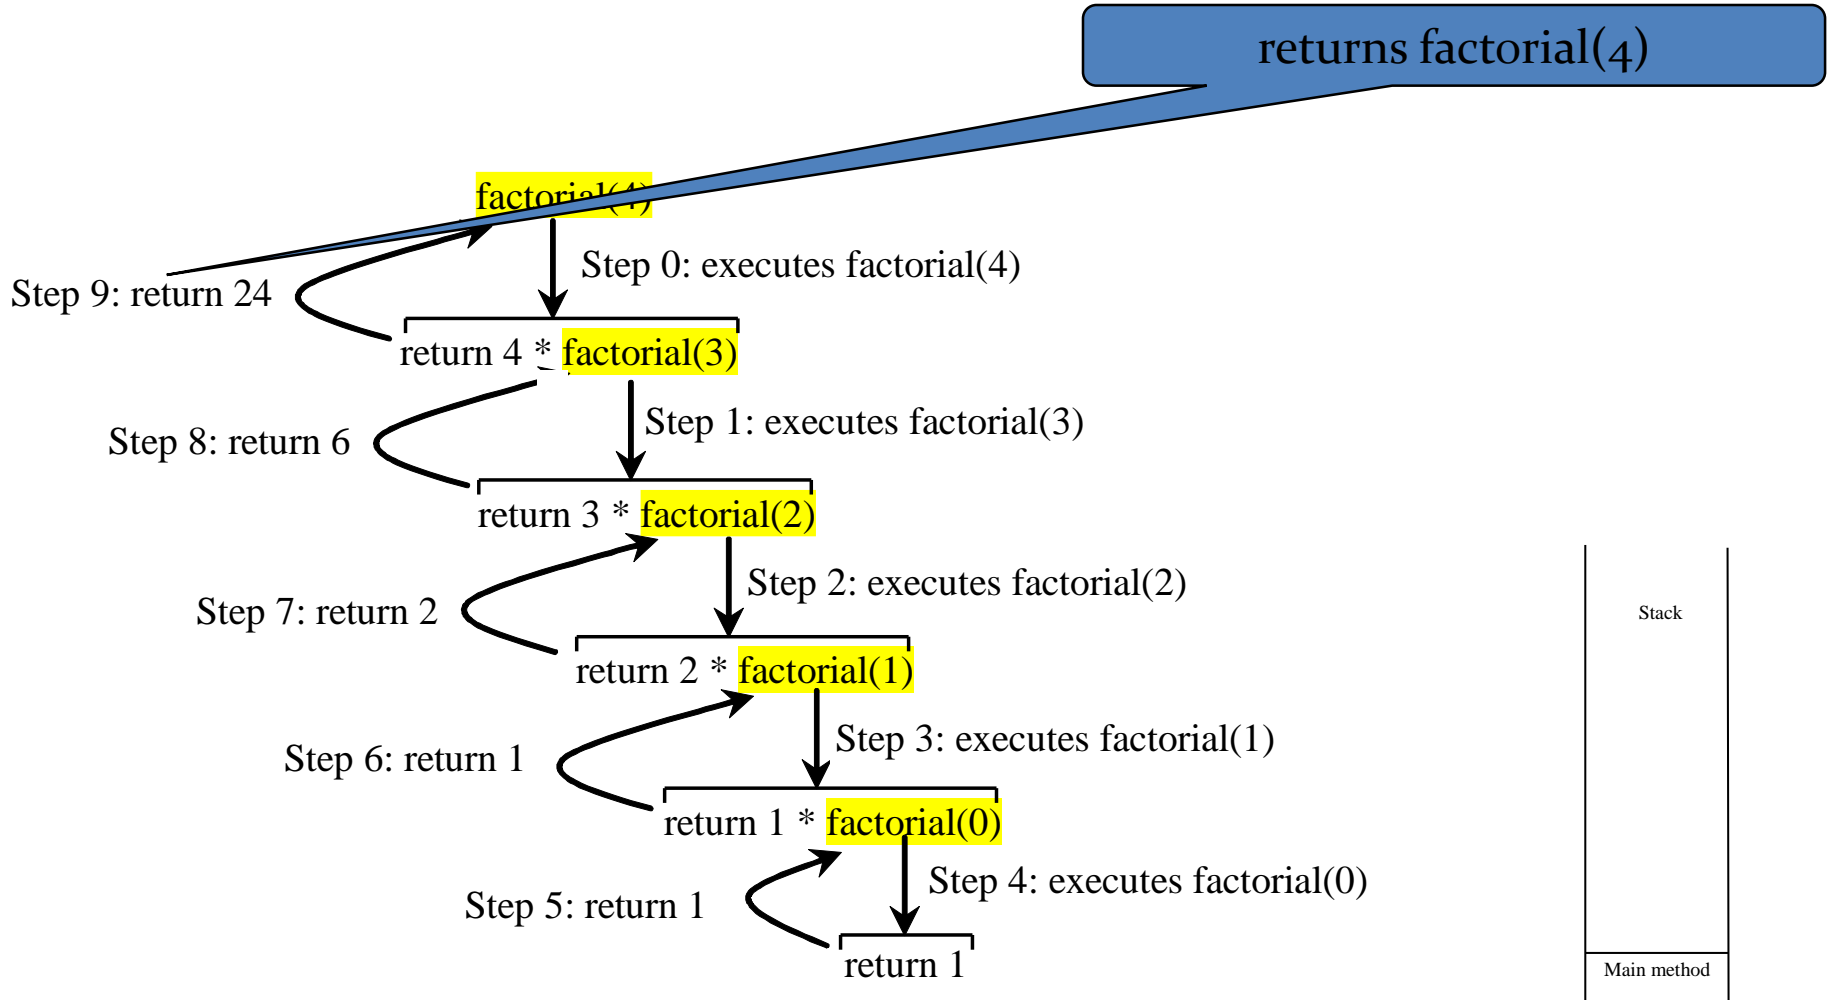 returns factorial(4)
factorial(4)
Step 0: executes factorial(4)
Step 9: return 24
return 4 * factorial(3)
Step 1: executes factorial(3)
Step 8: return 6
return 3 * factorial(2)
Step 2: executes factorial(2)
Step 7: return 2
Stack
return 2 * factorial(1)
Step 3: executes factorial(1)
Step 6: return 1
return 1 * factorial(0)
Step 4: executes factorial(0)
Step 5: return 1
return 1
Main method